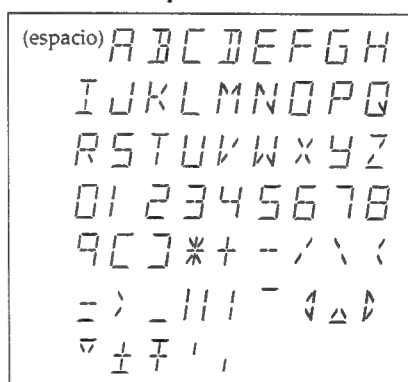 (espacio) A B C D E F G H
I J K L M N O P Q
R S T U V W X Y Z
0 1 2 3 4 5 6 7 8
9 [ ] * + - / \ <
= > _ | | |
' ,